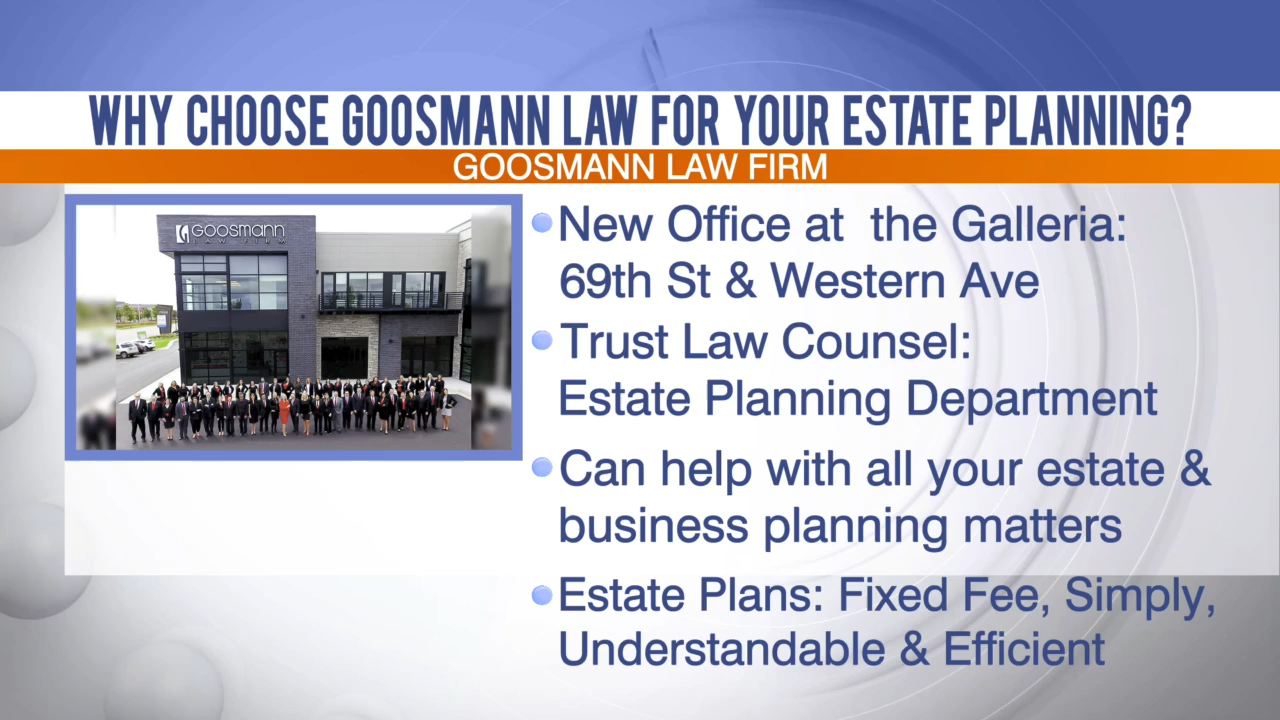 WHY CHOOSE GOOSMANN LAW FOR YOUR ESTATE PLANNING?
GOOSMANN LAW FIRM
Goosmann
LAW FIRM
New Office at the Galleria:
69th St & Western Ave
Trust Law Counsel:
Estate Planning Department
Can help with all your estate &
business planning matters
Estate Plans: Fixed Fee, Simply,
Understandable & Efficient